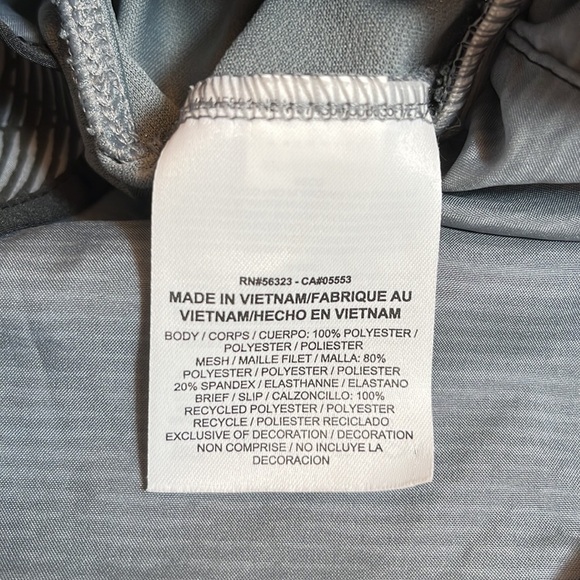 RN#56323 - CA#05553
MADE IN VIETNAM/FABRIQUE AU
VIETNAM/HECHO EN VIETNAM
BODY / CORPS / CUERPO: 100% POLYESTER /
POLYESTER / POLIESTER
MESH / MAILLE FILET / MALLA: 80%
POLYESTER / POLYESTER / POLIESTER
20% SPANDEX / ELASTHANNE / ELASTANO
BRIEF / SLIP / CALZONCILLO: 100%
RECYCLED POLYESTER / POLYESTER
RECYCLE / POLIESTER RECICLADO
EXCLUSIVE OF DECORATION / DECORATION
NON COMPRISE / NO INCLUYE LA
DECORACION